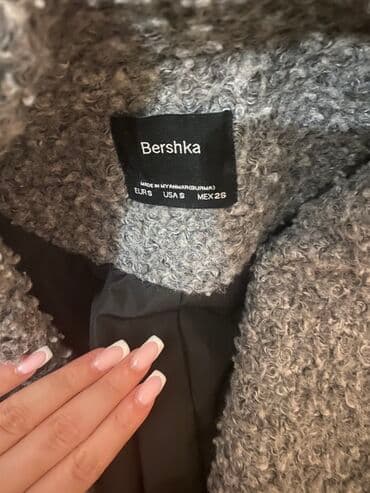 Bershka
MADE IN MYANMAR(BURMA)
EUR S USA S MEX 26